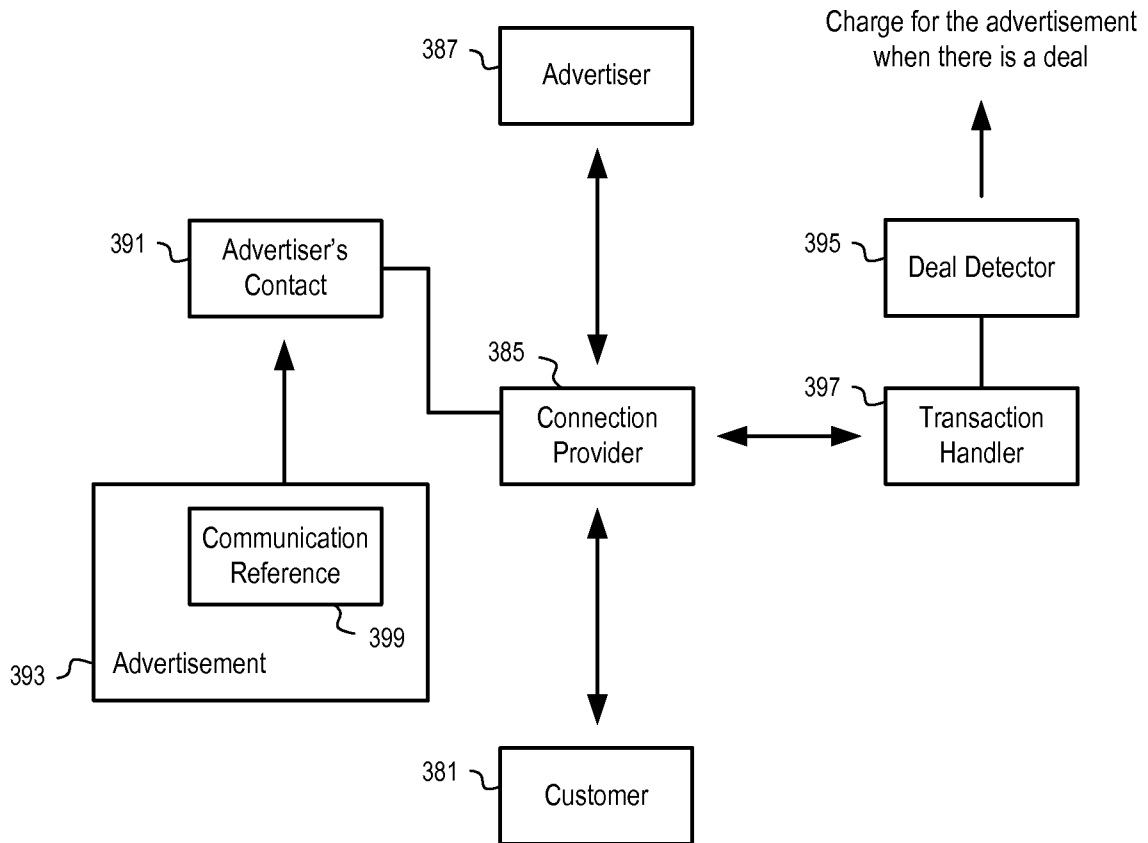 Charge for the advertisement
when there is a deal
387
Advertiser
391
Advertiser's
Contact
395
Deal Detector
385
Connection
Provider
397
Transaction
Handler
Communication
Reference
399
393
Advertisement
381
Customer